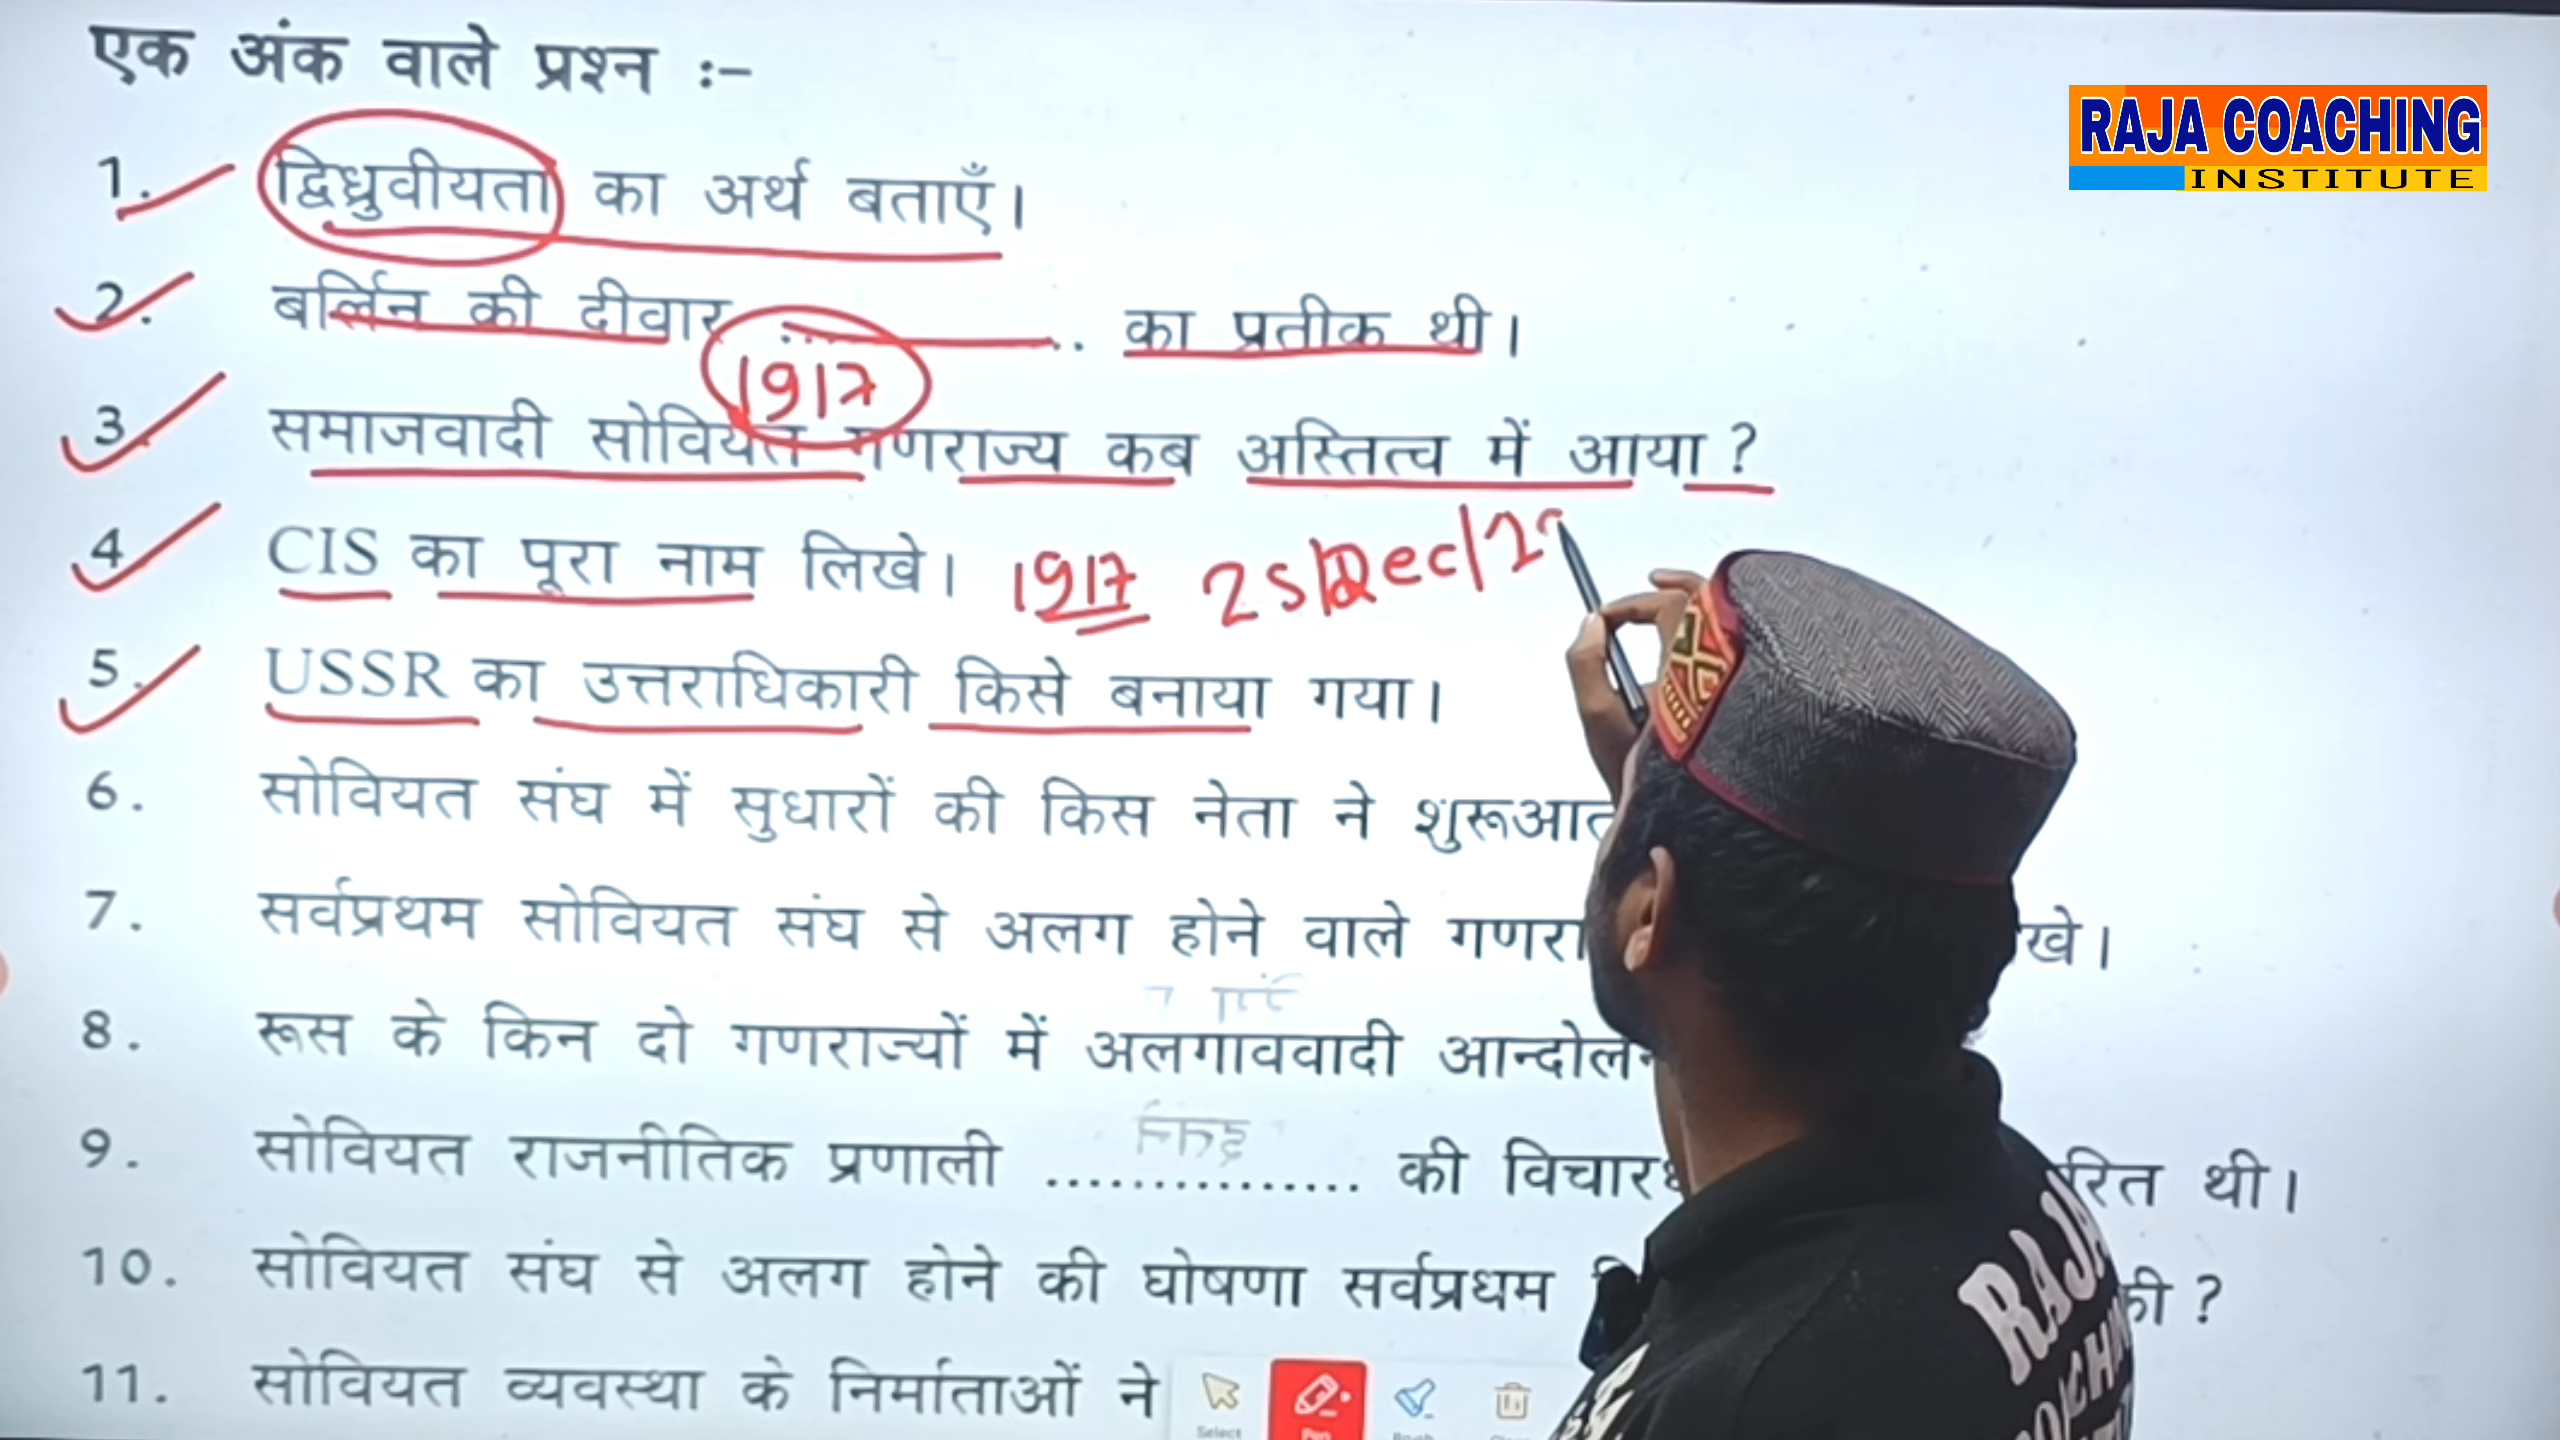 एक अंक वाले प्रश्न :–
RAJA COACHING
INSTITUTE
1. द्विध्रुवीयता का अर्थ बताएँ।
2. बर्लिन की दीवार .............. का प्रतीक थी।
1917
3. समाजवादी सोवियत गणराज्य कब अस्तित्व में आया ?
4 CIS का पूरा नाम लिखे।
1917 25/Dec/
5. USSR का उत्तराधिकारी किसे बनाया गया।
6. सोवियत संघ में सुधारों की किस नेता ने शुरूआत
7. सर्वप्रथम सोवियत संघ से अलग होने वाले गणरा खे।
8. रूस के किन दो गणराज्यों में अलगाववादी आन्दोलन
9. सोवियत राजनीतिक प्रणाली ............... की विचार रित थी।
10. सोवियत संघ से अलग होने की घोषणा सर्वप्रथम की ?
11. सोवियत व्यवस्था के निर्माताओं ने
Select Pen
RAJA